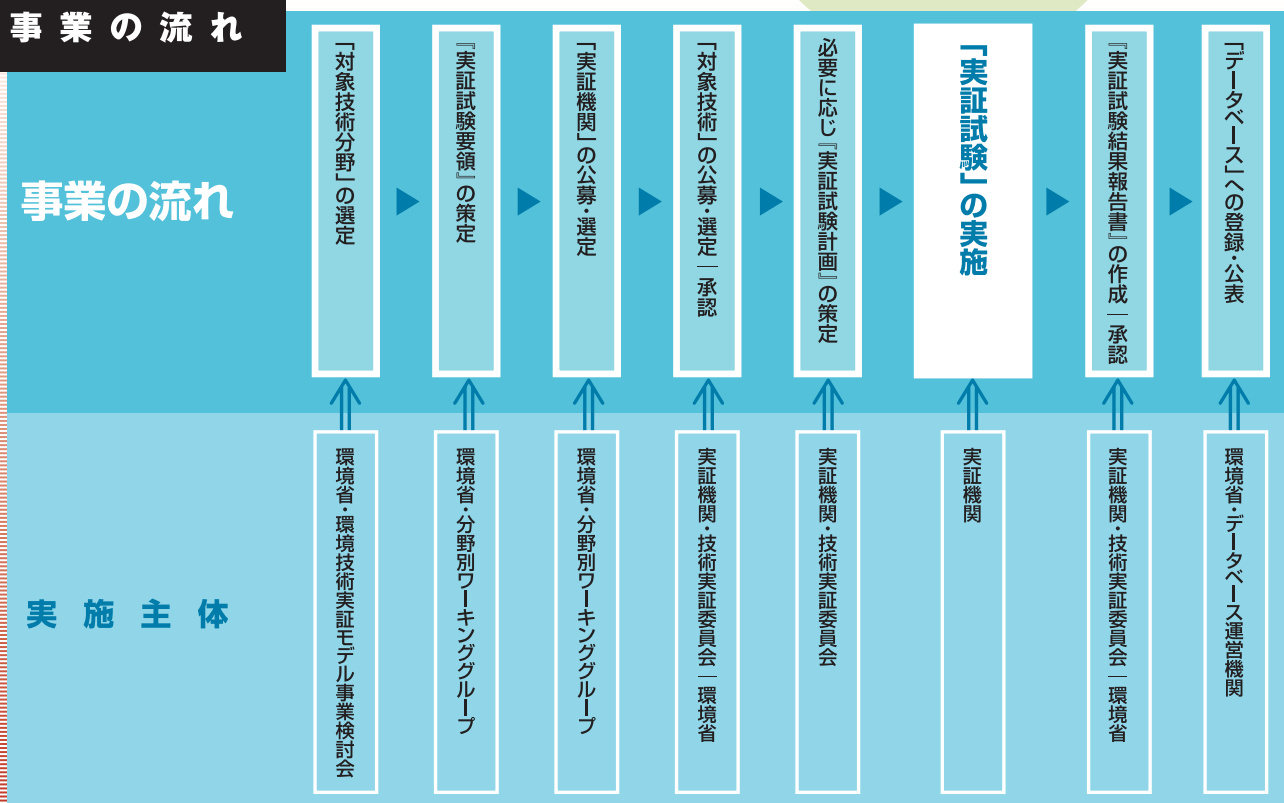 事業の流れ
事業の流れ
「対象技術分野」の選定
『実証試験要領』の策定
「実証機関」の公募・選定
「対象技術」の公募・選定｜承認
必要に応じ『実証試験計画』の策定
「実証試験」の実施
『実証試験結果報告書』の作成｜承認
「データベース」への登録・公表
実施主体
環境省・環境技術実証モデル事業検討会
環境省・分野別ワーキンググループ
環境省・分野別ワーキンググループ
実証機関・技術実証委員会｜環境省
実証機関・技術実証委員会
実証機関
実証機関・技術実証委員会｜環境省
環境省・データベース運営機関